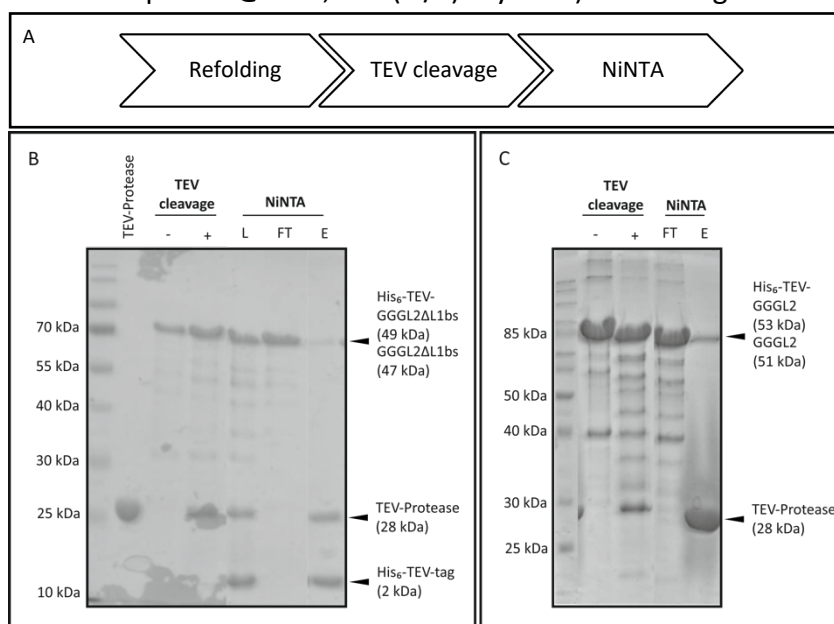 A
Refolding
TEV cleavage
NiNTA
B
TEV-Protease
TEV
cleavage
NiNTA
- + L FT E
70 kDa
55 kDa
40 kDa
30 kDa
25 kDa
10 kDa
His₆-TEV-
GGGL2ΔL1bs
(49 kDa)
GGGL2ΔL1bs
(47 kDa)
TEV-Protease
(28 kDa)
His₆-TEV-tag
(2 kDa)
C
TEV
cleavage
NiNTA
- + FT E
85 kDa
50 kDa
40 kDa
30 kDa
25 kDa
His₆-TEV-
GGGL2
(53 kDa)
GGGL2
(51 kDa)
TEV-Protease
(28 kDa)